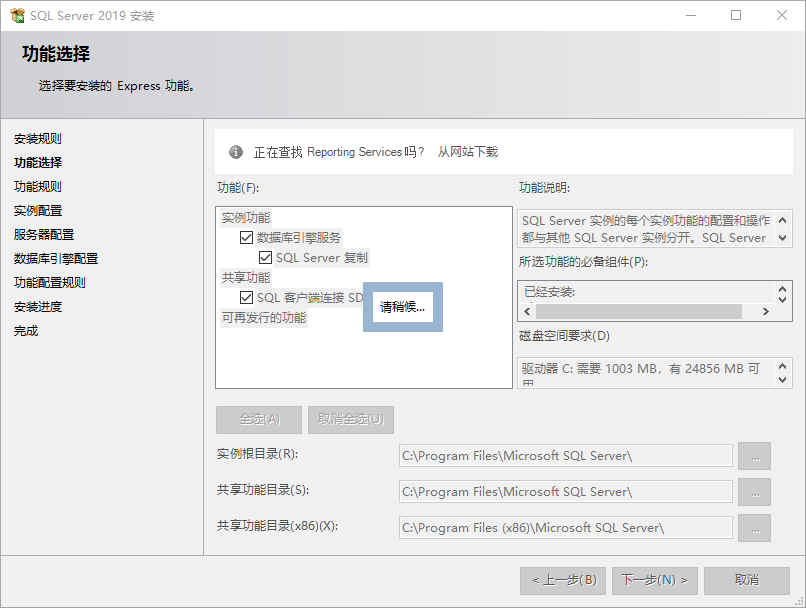 SQL Server 2019 安装
功能选择
选择要安装的 Express 功能。
安装规则
功能选择
功能规则
实例配置
服务器配置
数据库引擎配置
功能配置规则
安装进度
完成
正在查找 Reporting Services 吗? 从网站下载
功能(F):
实例功能
数据库引擎服务
SQL Server 复制
共享功能
SQL 客户端连接 SD
可再发行的功能
请稍候...
功能说明:
SQL Server 实例的每个实例功能的配置和操作
都与其他 SQL Server 实例分开。SQL Server
所选功能的必备组件(P):
已经安装:
磁盘空间要求(D)
驱动器 C: 需要 1003 MB，有 24856 MB 可
用
全选(A) 取消全选(U)
实例根目录(R): C:\Program Files\Microsoft SQL Server\ ...
共享功能目录(S): C:\Program Files\Microsoft SQL Server\ ...
共享功能目录(x86)(X): C:\Program Files (x86)\Microsoft SQL Server\ ...
< 上一步(B) 下一步(N) > 取消